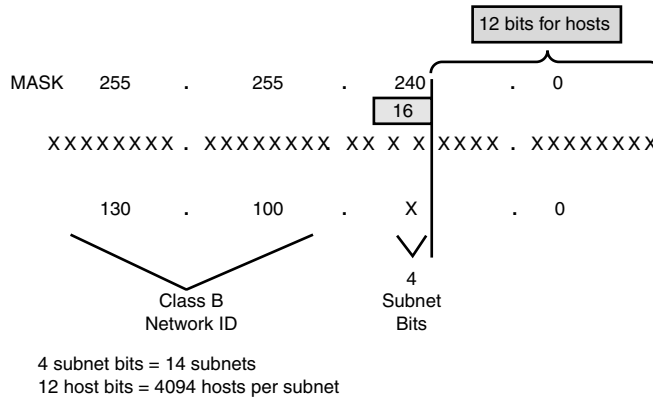 12 bits for hosts
MASK 255 . 255 . 240 . 0
16
XXXXXXXX . XXXXXXXX . XX X X XXXX . XXXXXXXX
130 . 100 . X . 0
4
Class B Subnet
Network ID Bits
4 subnet bits = 14 subnets
12 host bits = 4094 hosts per subnet